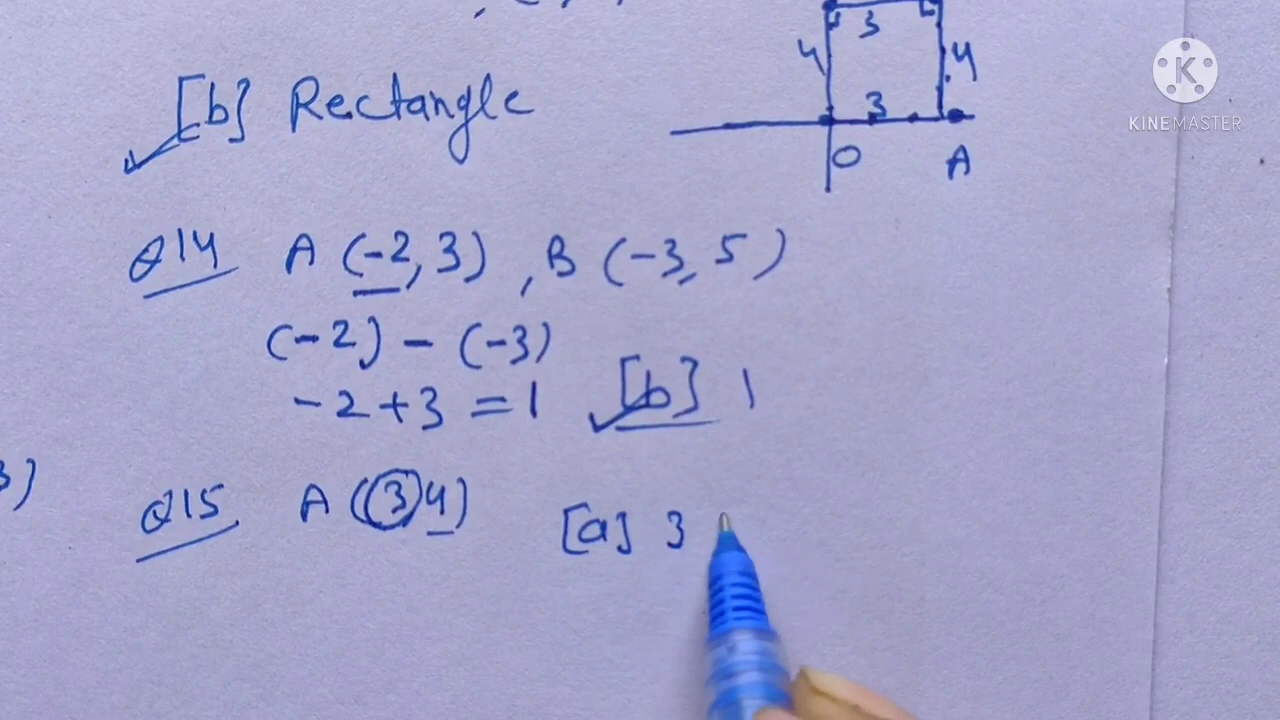 3
4
4
3
[b] Rectangle
O
A
K
KINEMASTER
Q14 A (-2, 3) , B (-3, 5)
(-2) - (-3)
-2 + 3 = 1 [b] 1
3)
Q15 A (3 4) [a] 3